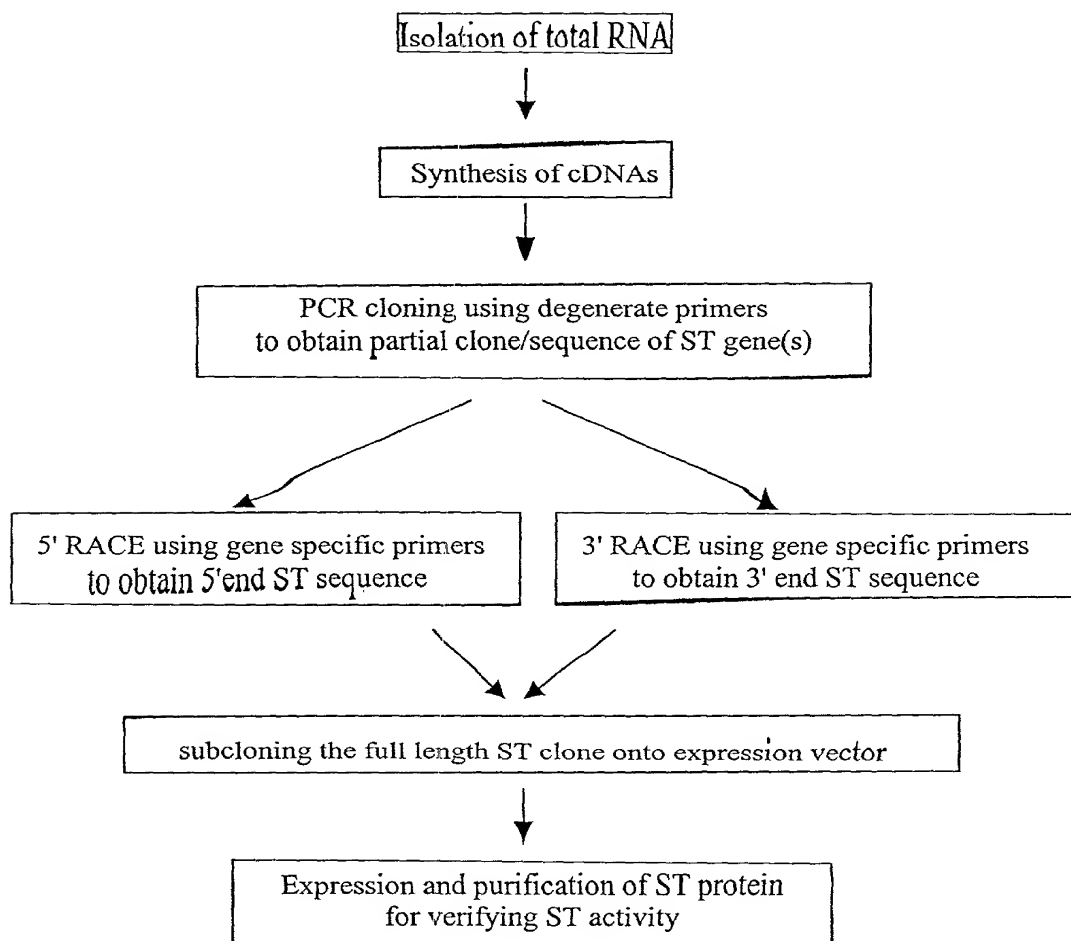 Isolation of total RNA
Synthesis of cDNAs
PCR cloning using degenerate primers
to obtain partial clone/sequence of ST gene(s)
5' RACE using gene specific primers
to obtain 5'end ST sequence
3' RACE using gene specific primers
to obtain 3' end ST sequence
subcloning the full length ST clone onto expression vector
Expression and purification of ST protein
for verifying ST activity